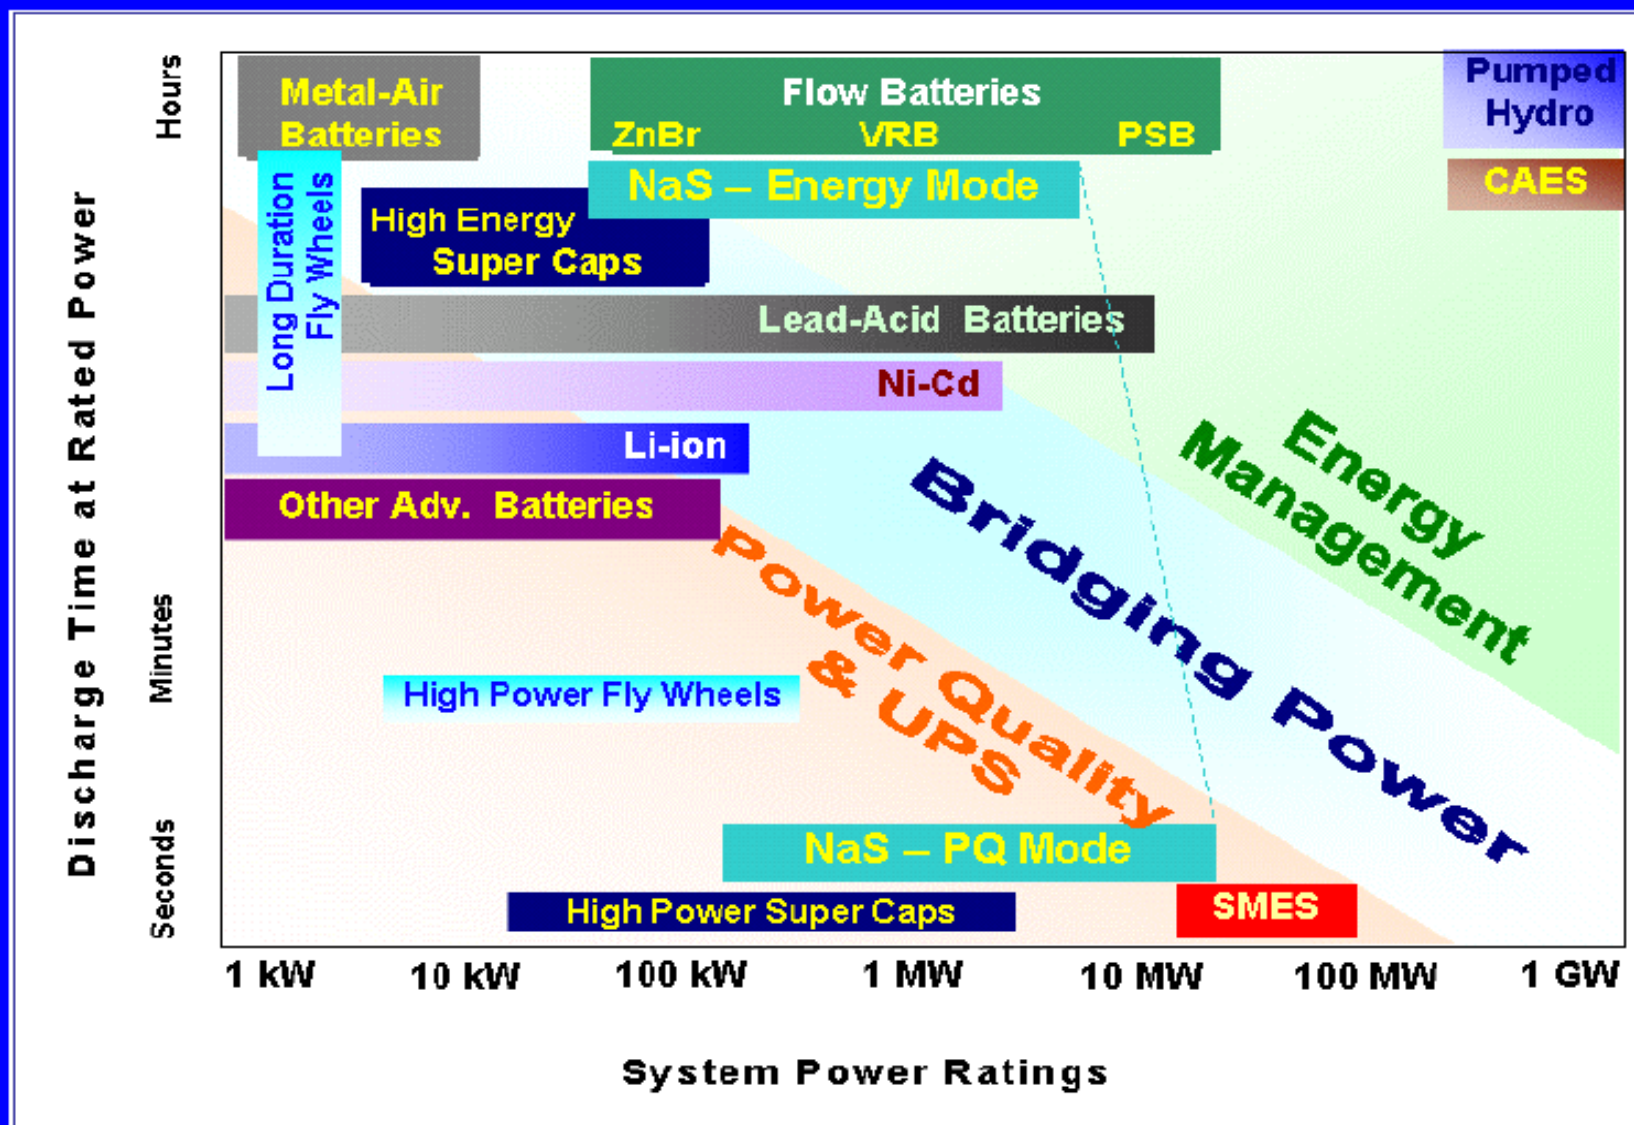 Hours
Minutes
Seconds
Discharge Time at Rated Power
Metal-Air
Batteries
Flow Batteries
ZnBr VRB PSB
Pumped
Hydro
CAES
NaS – Energy Mode
High Energy
Super Caps
Long Duration
Fly Wheels
Lead-Acid Batteries
Ni-Cd
Li-ion
Other Adv. Batteries
Energy
Management
Bridging Power
Power Quality
& UPS
High Power Fly Wheels
NaS – PQ Mode
High Power Super Caps
SMES
1 kW 10 kW 100 kW 1 MW 10 MW 100 MW 1 GW
System Power Ratings